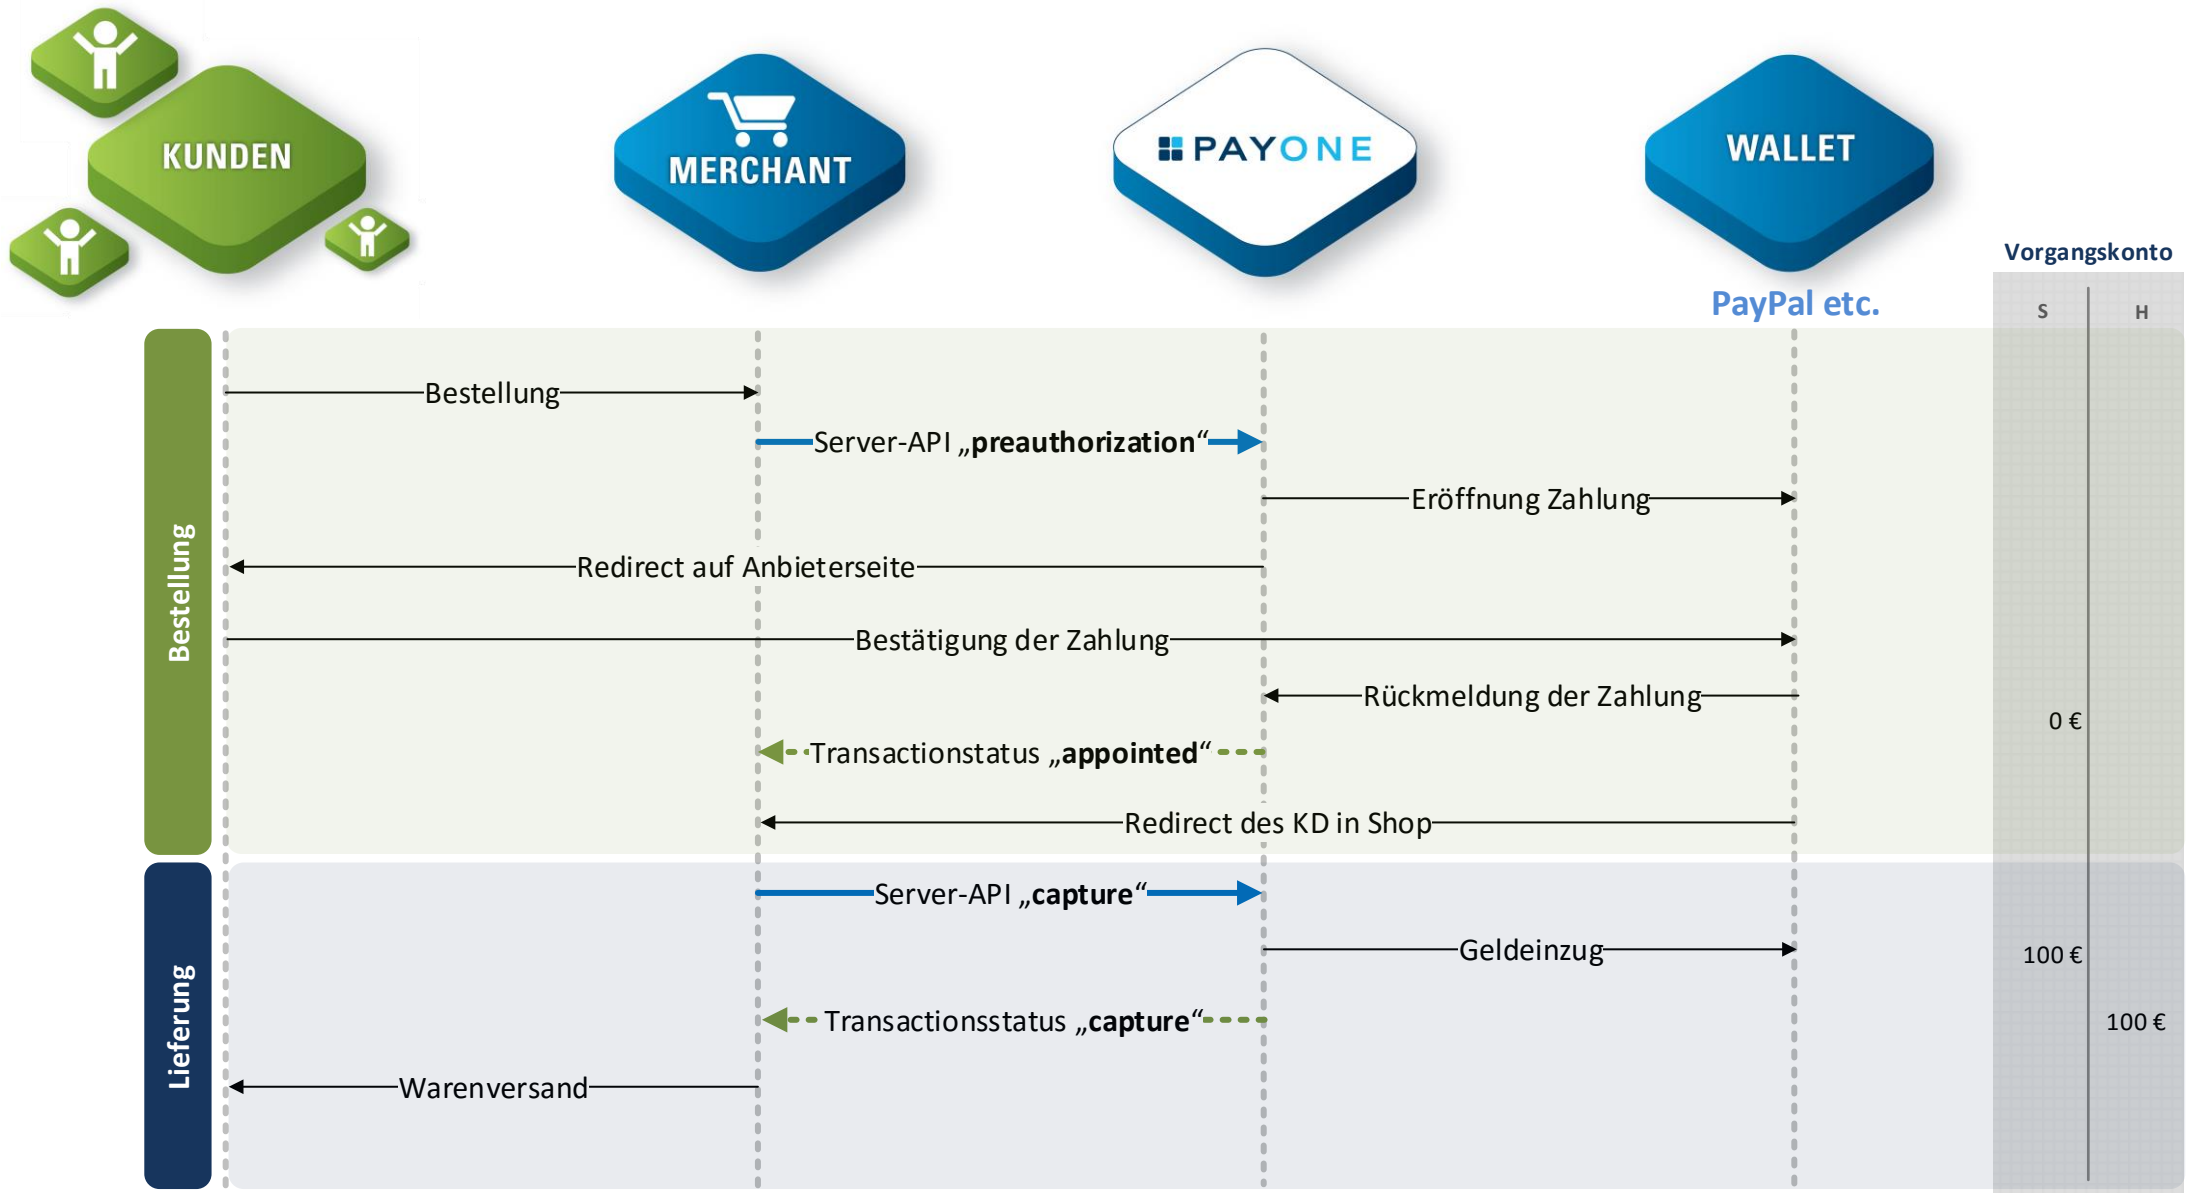 KUNDEN
MERCHANT
PAYONE
WALLET
PayPal etc.
Vorgangskonto
S
H
Bestellung
Bestellung
Server-API „preauthorization“
Eröffnung Zahlung
Redirect auf Anbieterseite
Bestätigung der Zahlung
Rückmeldung der Zahlung
0 €
Transactionstatus „appointed“
Redirect des KD in Shop
Lieferung
Server-API „capture“
Geldeinzug
100 €
Transactionsstatus „capture“
100 €
Warenversand